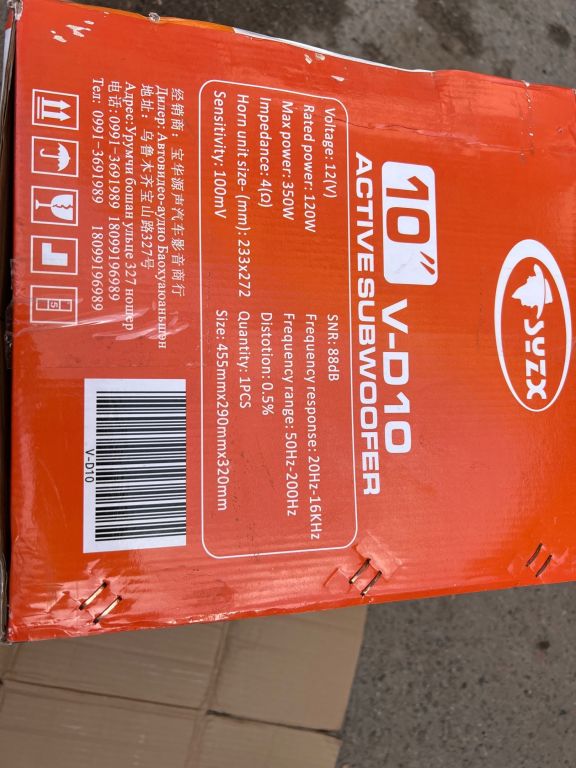 SYZX
10" V-D10
ACTIVE SUBWOOFER
Voltage: 12(V)
Rated power: 120W
Max power: 350W
Impedance: 4(Ω)
Horn unit size- (mm): 233x272
Sensitivity: 100mV
SNR: 88dB
Frequency response: 20Hz-16KHz
Frequency range: 50Hz-200Hz
Distotion: 0.5%
Quantity: 1PCS
Size: 455mmx290mmx320mm
经销商：宝华源声汽车影音商行
Дилер: Автовидео-аудио Баохуаюаньшэн
地址：乌鲁木齐宝山路327号
Адрес: Урумчи бошан ульце 327 ношер
电话: 0991-3691989 18099196989
Тел: 0991-3691989 18099196989
5
V-D10